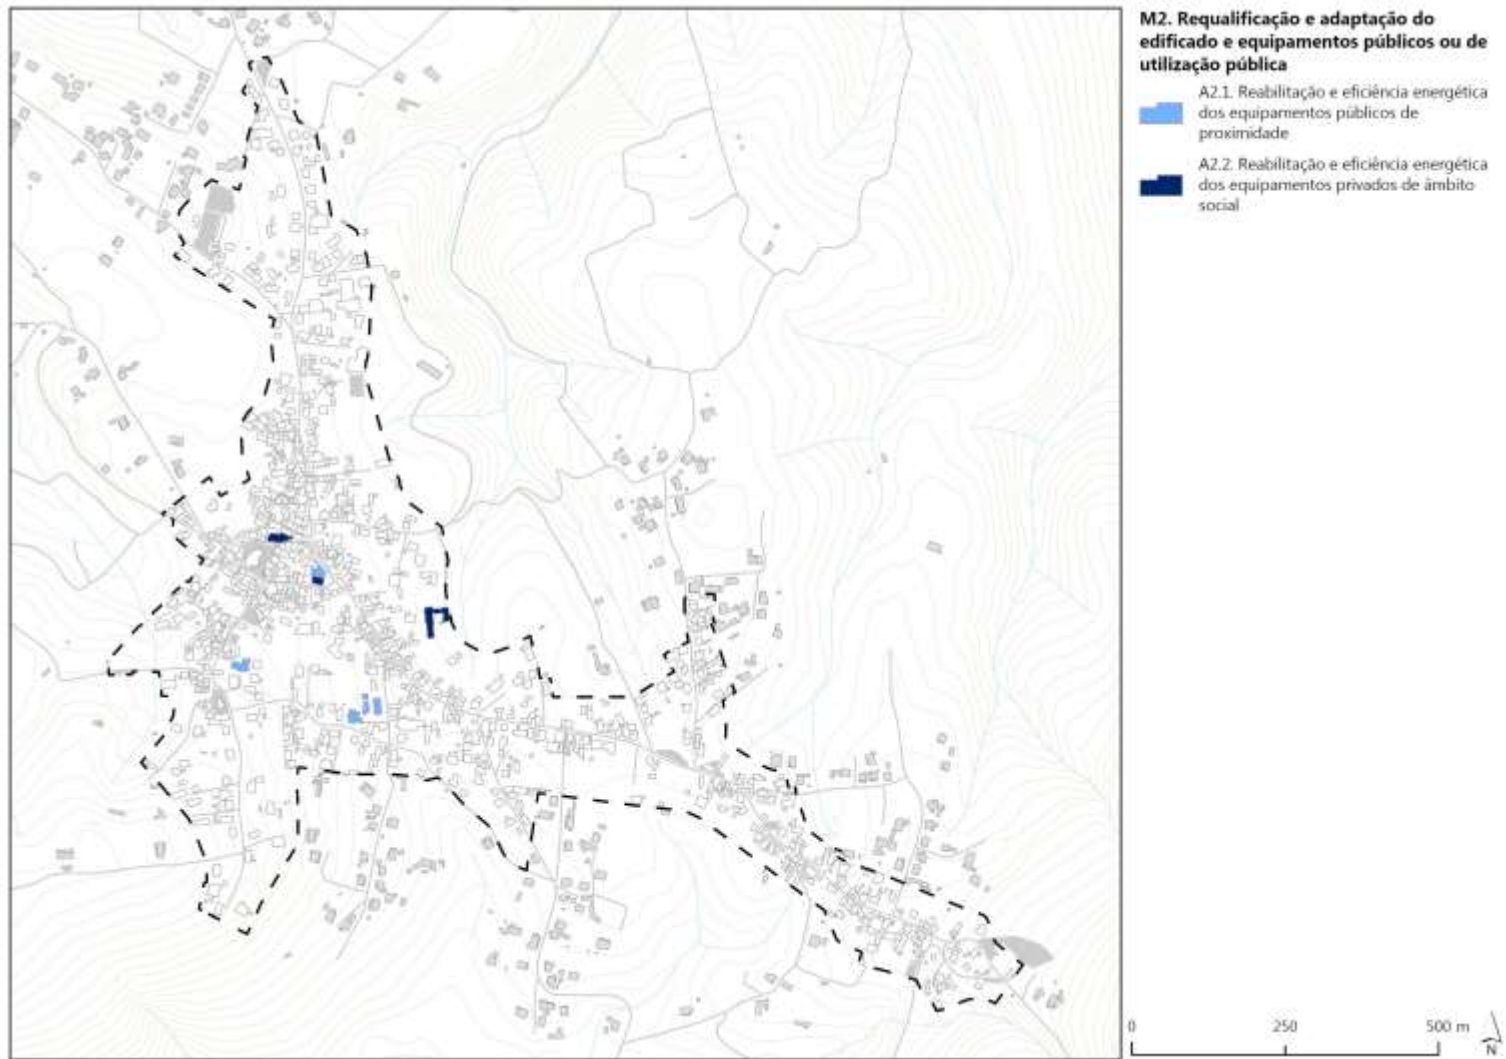 M2. Requalificação e adaptação do
edificado e equipamentos públicos ou de
utilização pública
A2.1. Reabilitação e eficiência energética
dos equipamentos públicos de
proximidade
A2.2. Reabilitação e eficiência energética
dos equipamentos privados de âmbito
social
0 250 500 m
N